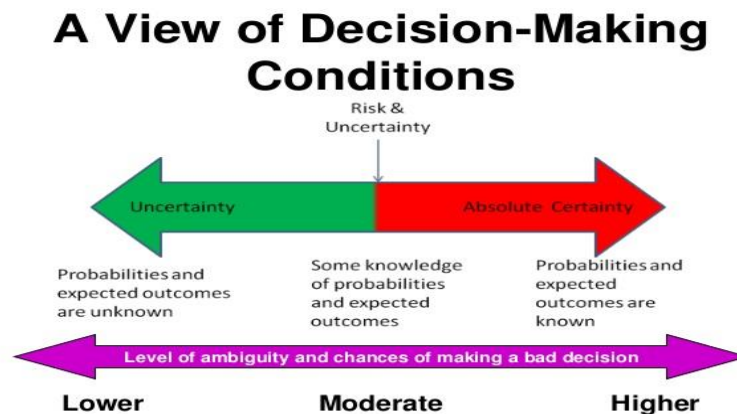 A View of Decision-Making
Conditions
Risk &
Uncertainty
Uncertainty
Absolute Certainty
Probabilities and
expected outcomes
are unknown
Some knowledge
of probabilities
and expected
outcomes
Probabilities and
expected
outcomes are
known
Level of ambiguity and chances of making a bad decision
Lower
Moderate
Higher